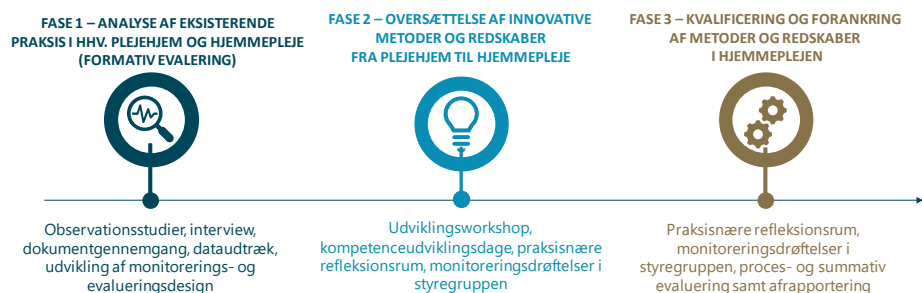 FASE 1 – ANALYSE AF EKSISTERENDE
PRAKSIS I HHV. PLEJEHJEM OG HJEMMEPLEJE
(FORMATIV EVALERING)
Observationsstudier, interview,
dokumentgennemgang, dataudtræk,
udvikling af monitorerings- og
evalueringsdesign
FASE 2 – OVERSÆTTELSE AF INNOVATIVE
METODER OG REDSKABER
FRA PLEJEHJEM TIL HJEMMEPLEJE
Udviklingsworkshop,
kompetenceudviklingsdage, praksisnære
refleksionsrum, monitoreringsdrøftelser i
styregruppen
FASE 3 – KVALIFICERING OG FORANKRING
AF METODER OG REDSKABER
I HJEMMEPLEJEN
Praksisnære refleksionsrum,
monitoreringsdrøftelser i
styregruppen, proces- og summativ
evaluering samt afrapportering